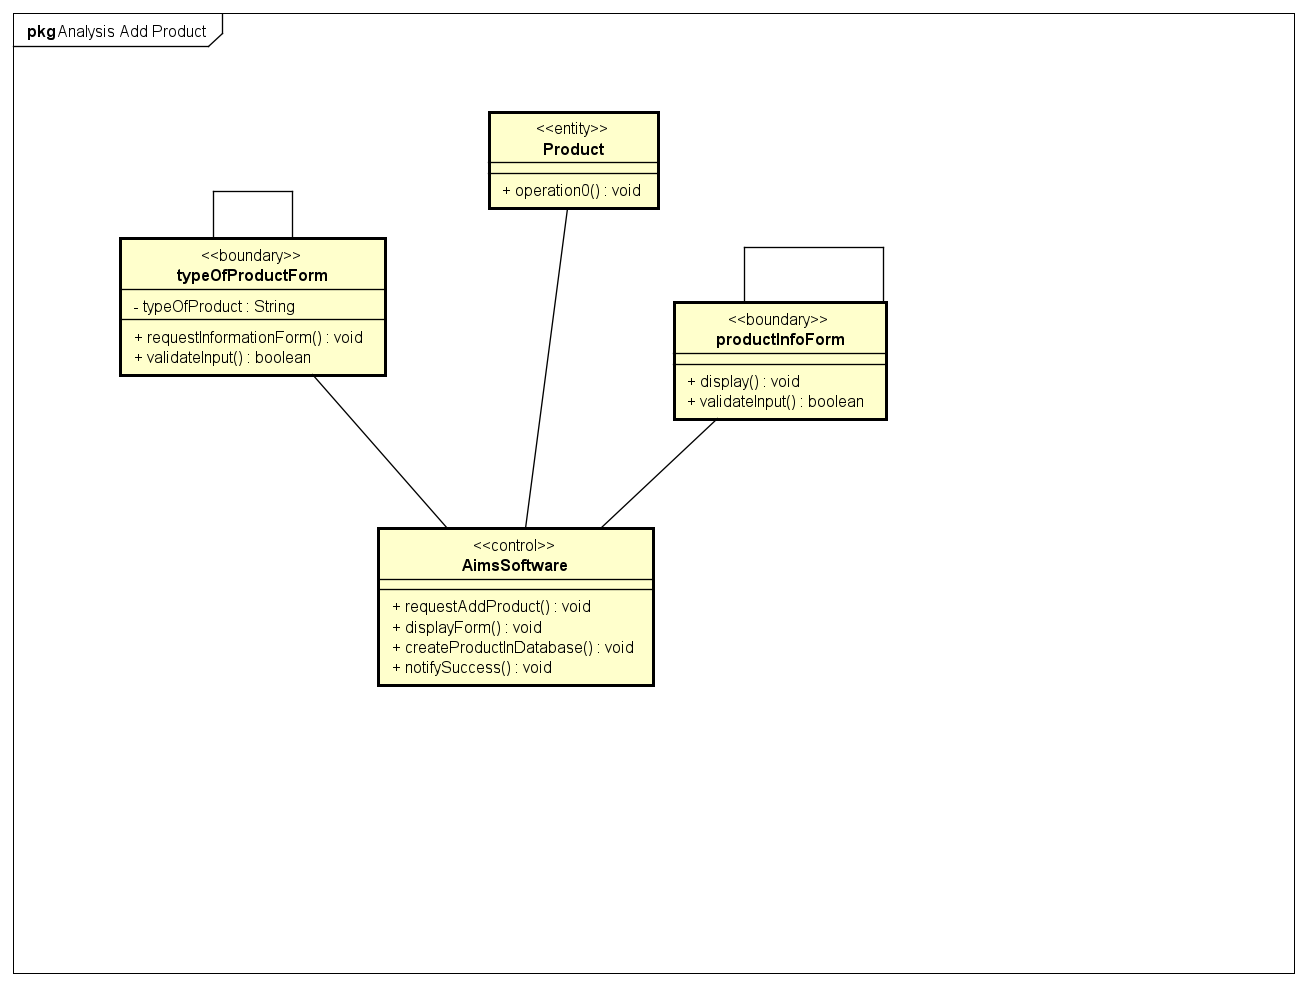 pkg Analysis Add Product
<<entity>>
Product
+ operation0() : void
<<boundary>>
typeOfProductForm
- typeOfProduct : String
+ requestInformationForm() : void
+ validateInput() : boolean
<<boundary>>
productInfoForm
+ display() : void
+ validateInput() : boolean
<<control>>
AimsSoftware
+ requestAddProduct() : void
+ displayForm() : void
+ createProductInDatabase() : void
+ notifySuccess() : void